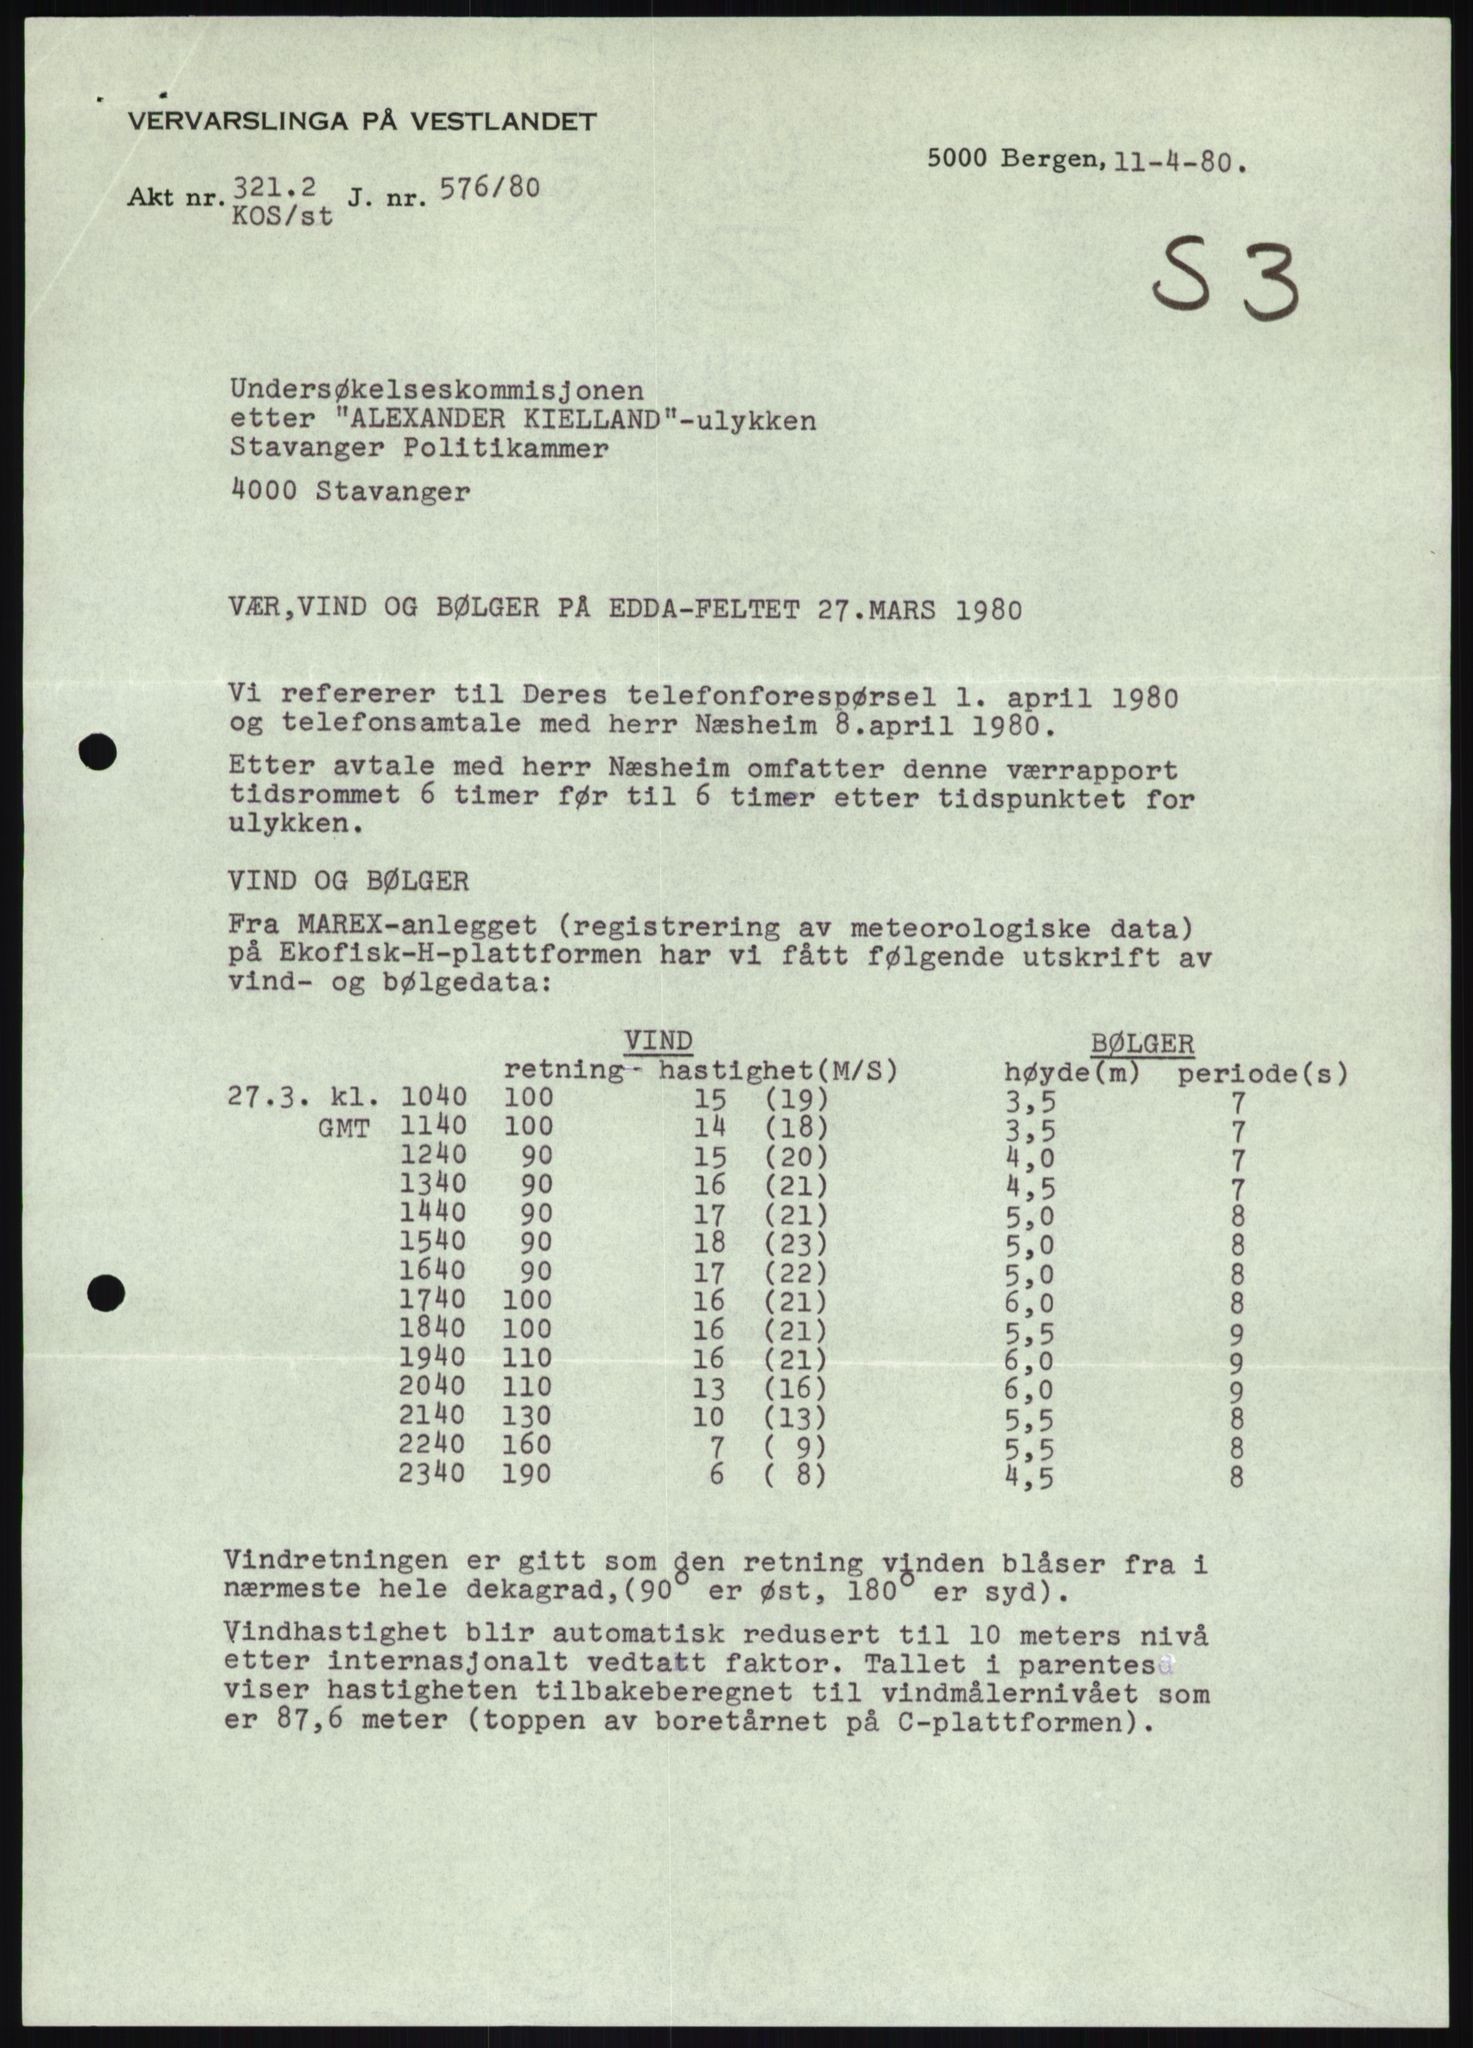 VERVARSLINGA PÅ VESTLANDET
5000 Bergen, 11-4-80.
Akt nr. 321.2 J. nr. 576/80
KOS/st
S 3
Undersøkelseskommisjonen
etter "ALEXANDER KIELLAND"-ulykken
Stavanger Politikammer
4000 Stavanger
VÆR,VIND OG BØLGER PÅ EDDA-FELTET 27.MARS 1980
Vi refererer til Deres telefonforespørsel 1. april 1980
og telefonsamtale med herr Næsheim 8.april 1980.
Etter avtale med herr Næsheim omfatter denne værrapport
tidsrommet 6 timer før til 6 timer etter tidspunktet for
ulykken.
VIND OG BØLGER
Fra MAREX-anlegget (registrering av meteorologiske data)
på Ekofisk-H-plattformen har vi fått følgende utskrift av
vind- og bølgedata:
VIND BØLGER
retning- hastighet(M/S) høyde(m) periode(s)
27.3. kl. 1040 100 15 (19) 3,5 7
GMT 1140 100 14 (18) 3,5 7
1240 90 15 (20) 4,0 7
1340 90 16 (21) 4,5 7
1440 90 17 (21) 5,0 8
1540 90 18 (23) 5,0 8
1640 90 17 (22) 5,0 8
1740 100 16 (21) 6,0 8
1840 100 16 (21) 5,5 9
1940 110 16 (21) 6,0 9
2040 110 13 (16) 6,0 9
2140 130 10 (13) 5,5 8
2240 160 7 ( 9) 5,5 8
2340 190 6 ( 8) 4,5 8
Vindretningen er gitt som den retning vinden blåser fra i
nærmeste hele dekagrad,(90° er øst, 180° er syd).
Vindhastighet blir automatisk redusert til 10 meters nivå
etter internasjonalt vedtatt faktor. Tallet i parentes
viser hastigheten tilbakeberegnet til vindmålernivået som
er 87,6 meter (toppen av boretårnet på C-plattformen).